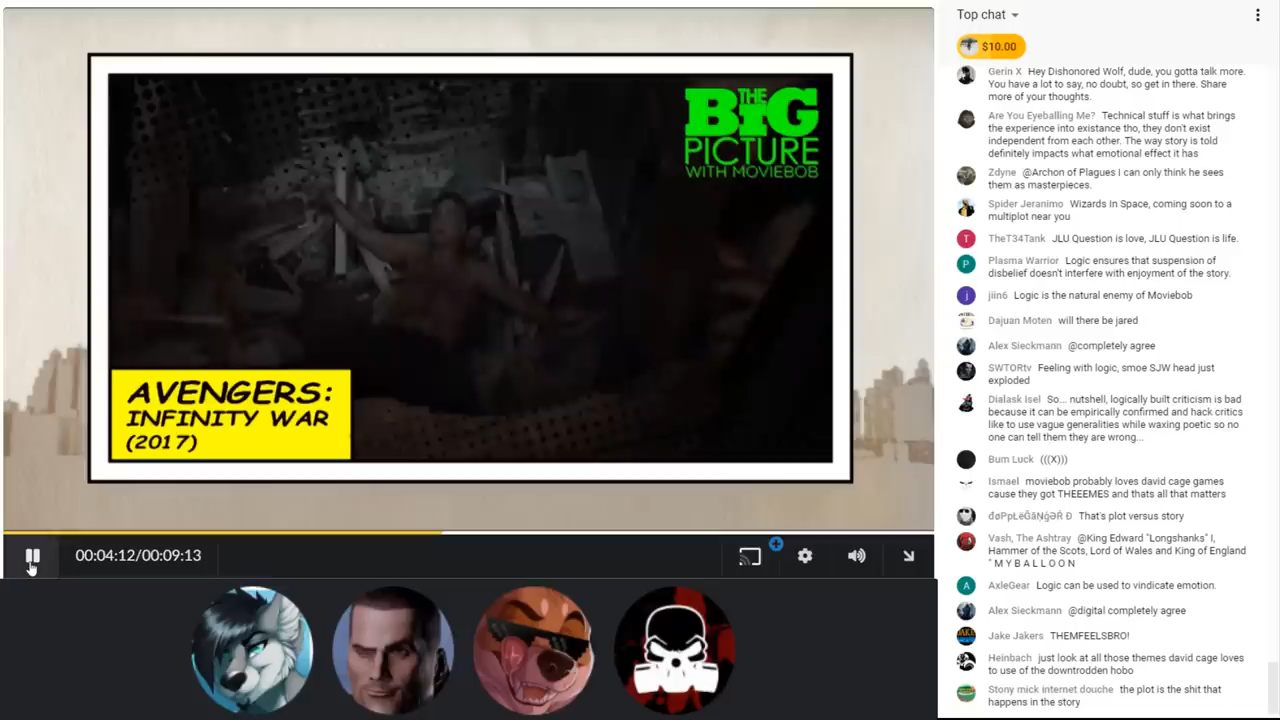 THE
BIG
PICTURE
WITH MOVIEBOB
AVENGERS:
INFINITY WAR
(2017)
00:04:12/00:09:13
Top chat
$10.00
Gerin X Hey Dishonored Wolf, dude, you gotta talk more.
You have a lot to say, no doubt, so get in there. Share
more of your thoughts.
Are You Eyeballing Me? Technical stuff is what brings
the experience into existance tho, they don't exist
independent from each other. The way story is told
definitely impacts what emotional effect it has
Zdyne @Archon of Plagues I can only think he sees
them as masterpieces.
Spider Jeranimo Wizards In Space, coming soon to a
multiplot near you
TheT34Tank JLU Question is love, JLU Question is life.
Plasma Warrior Logic ensures that suspension of
disbelief doesn't interfere with enjoyment of the story.
jiin6 Logic is the natural enemy of Moviebob
Dajuan Moten will there be jared
Alex Sieckmann @completely agree
SWTORtv Feeling with logic, smoe SJW head just
exploded
Dialask Isel So... nutshell, logically built criticism is bad
because it can be empirically confirmed and hack critics
like to use vague generalities while waxing poetic so no
one can tell them they are wrong...
Bum Luck (((X)))
Ismael moviebob probably loves david cage games
cause they got THEEEMES and thats all that matters
That's plot versus story
Vash, The Ashtray @King Edward "Longshanks" I,
Hammer of the Scots, Lord of Wales and King of England
" M Y B A L L O O N
AxleGear Logic can be used to vindicate emotion.
Alex Sieckmann @digital completely agree
Jake Jakers THEMFEELSBRO!
Heinbach just look at all those themes david cage loves
to use of the downtrodden hobo
Stony mick internet douche the plot is the shit that
happens in the story